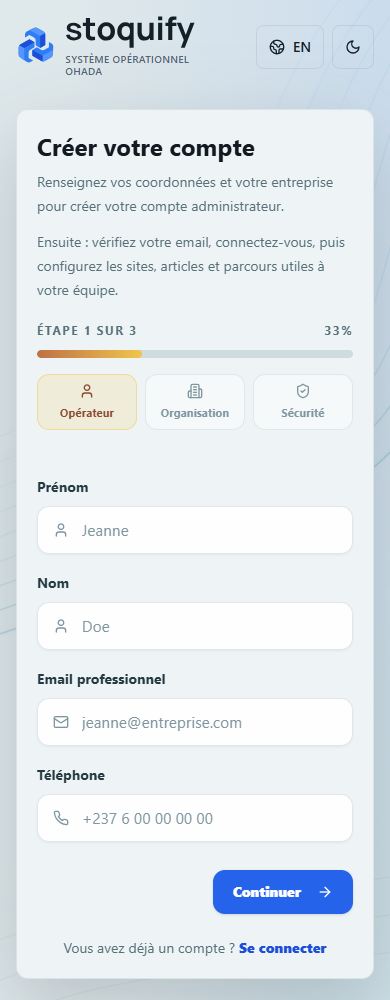 stoquify
SYSTÈME OPÉRATIONNEL
OHADA
EN
Créer votre compte
Renseignez vos coordonnées et votre entreprise
pour créer votre compte administrateur.
Ensuite : vérifiez votre email, connectez-vous, puis
configurez les sites, articles et parcours utiles à
votre équipe.
ÉTAPE 1 SUR 3
33%
Opérateur
Organisation
Sécurité
Prénom
Jeanne
Nom
Doe
Email professionnel
jeanne@entreprise.com
Téléphone
+237 6 00 00 00 00
Continuer
Vous avez déjà un compte ? Se connecter